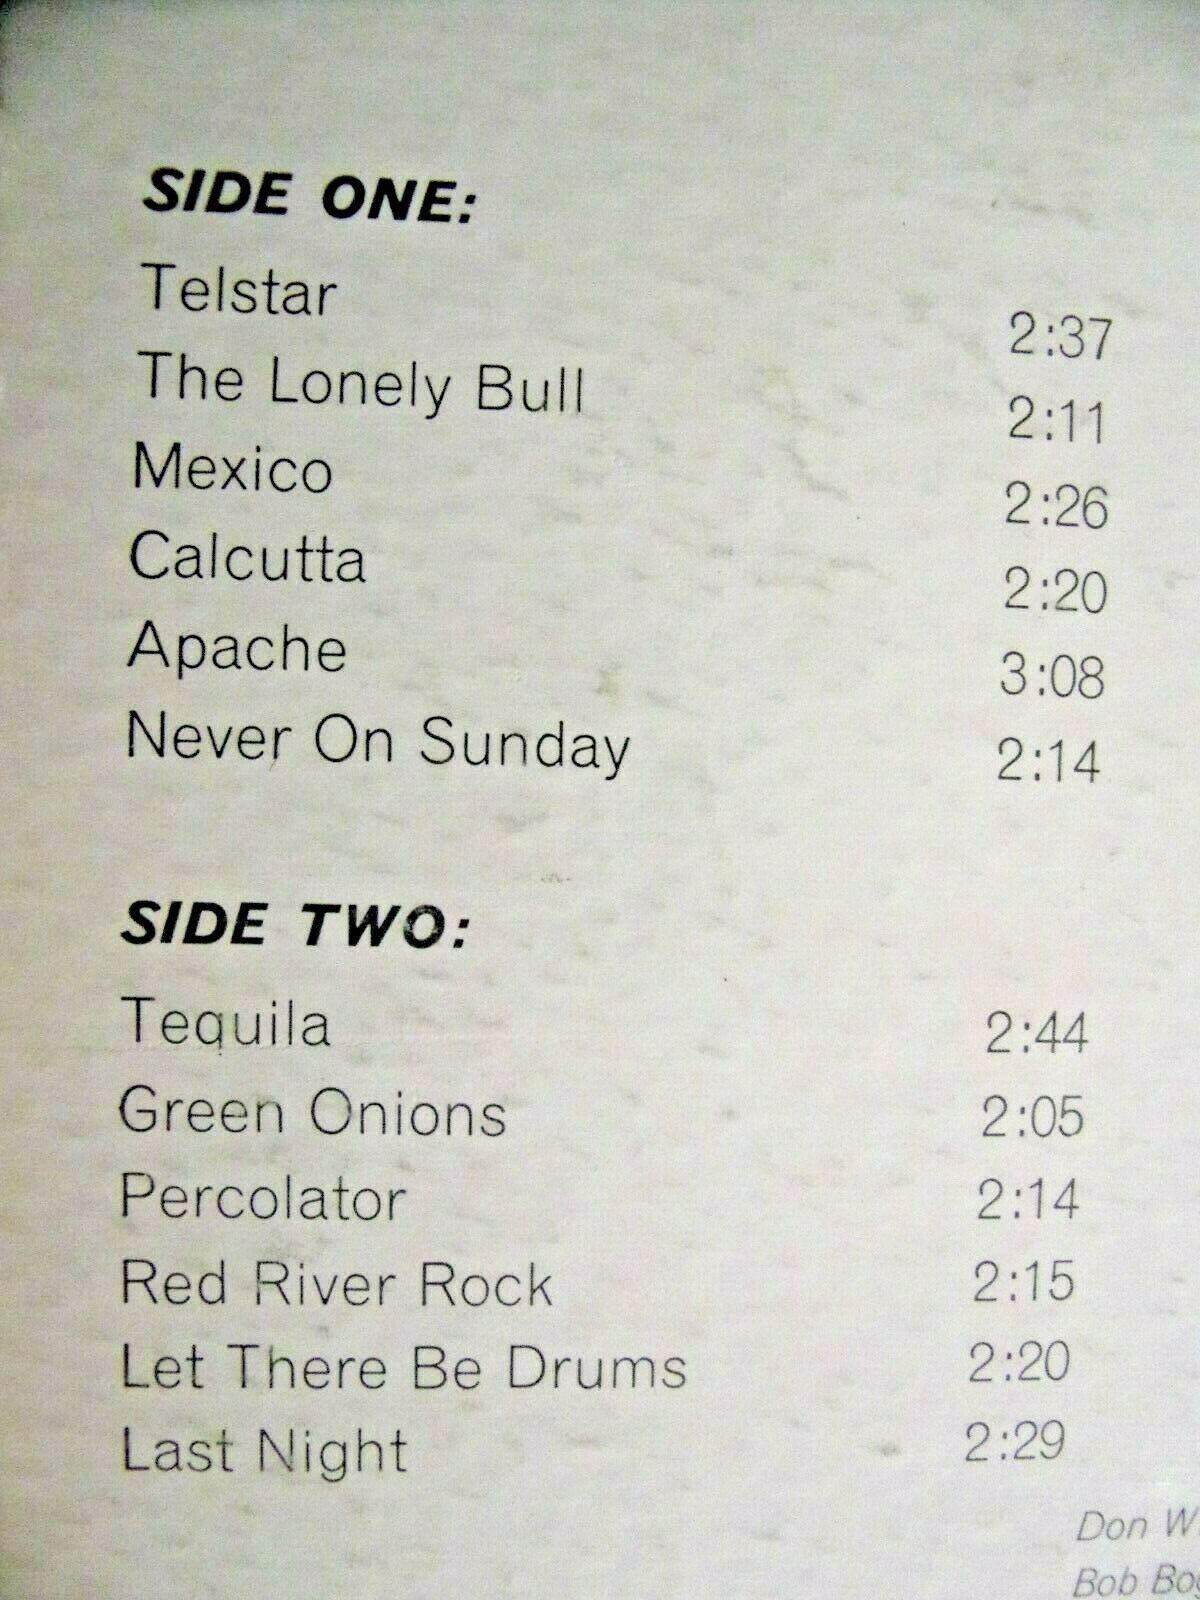 SIDE ONE:
Telstar 2:37
The Lonely Bull 2:11
Mexico 2:26
Calcutta 2:20
Apache 3:08
Never On Sunday 2:14
SIDE TWO:
Tequila 2:44
Green Onions 2:05
Percolator 2:14
Red River Rock 2:15
Let There Be Drums 2:20
Last Night 2:29
Don W
Bob